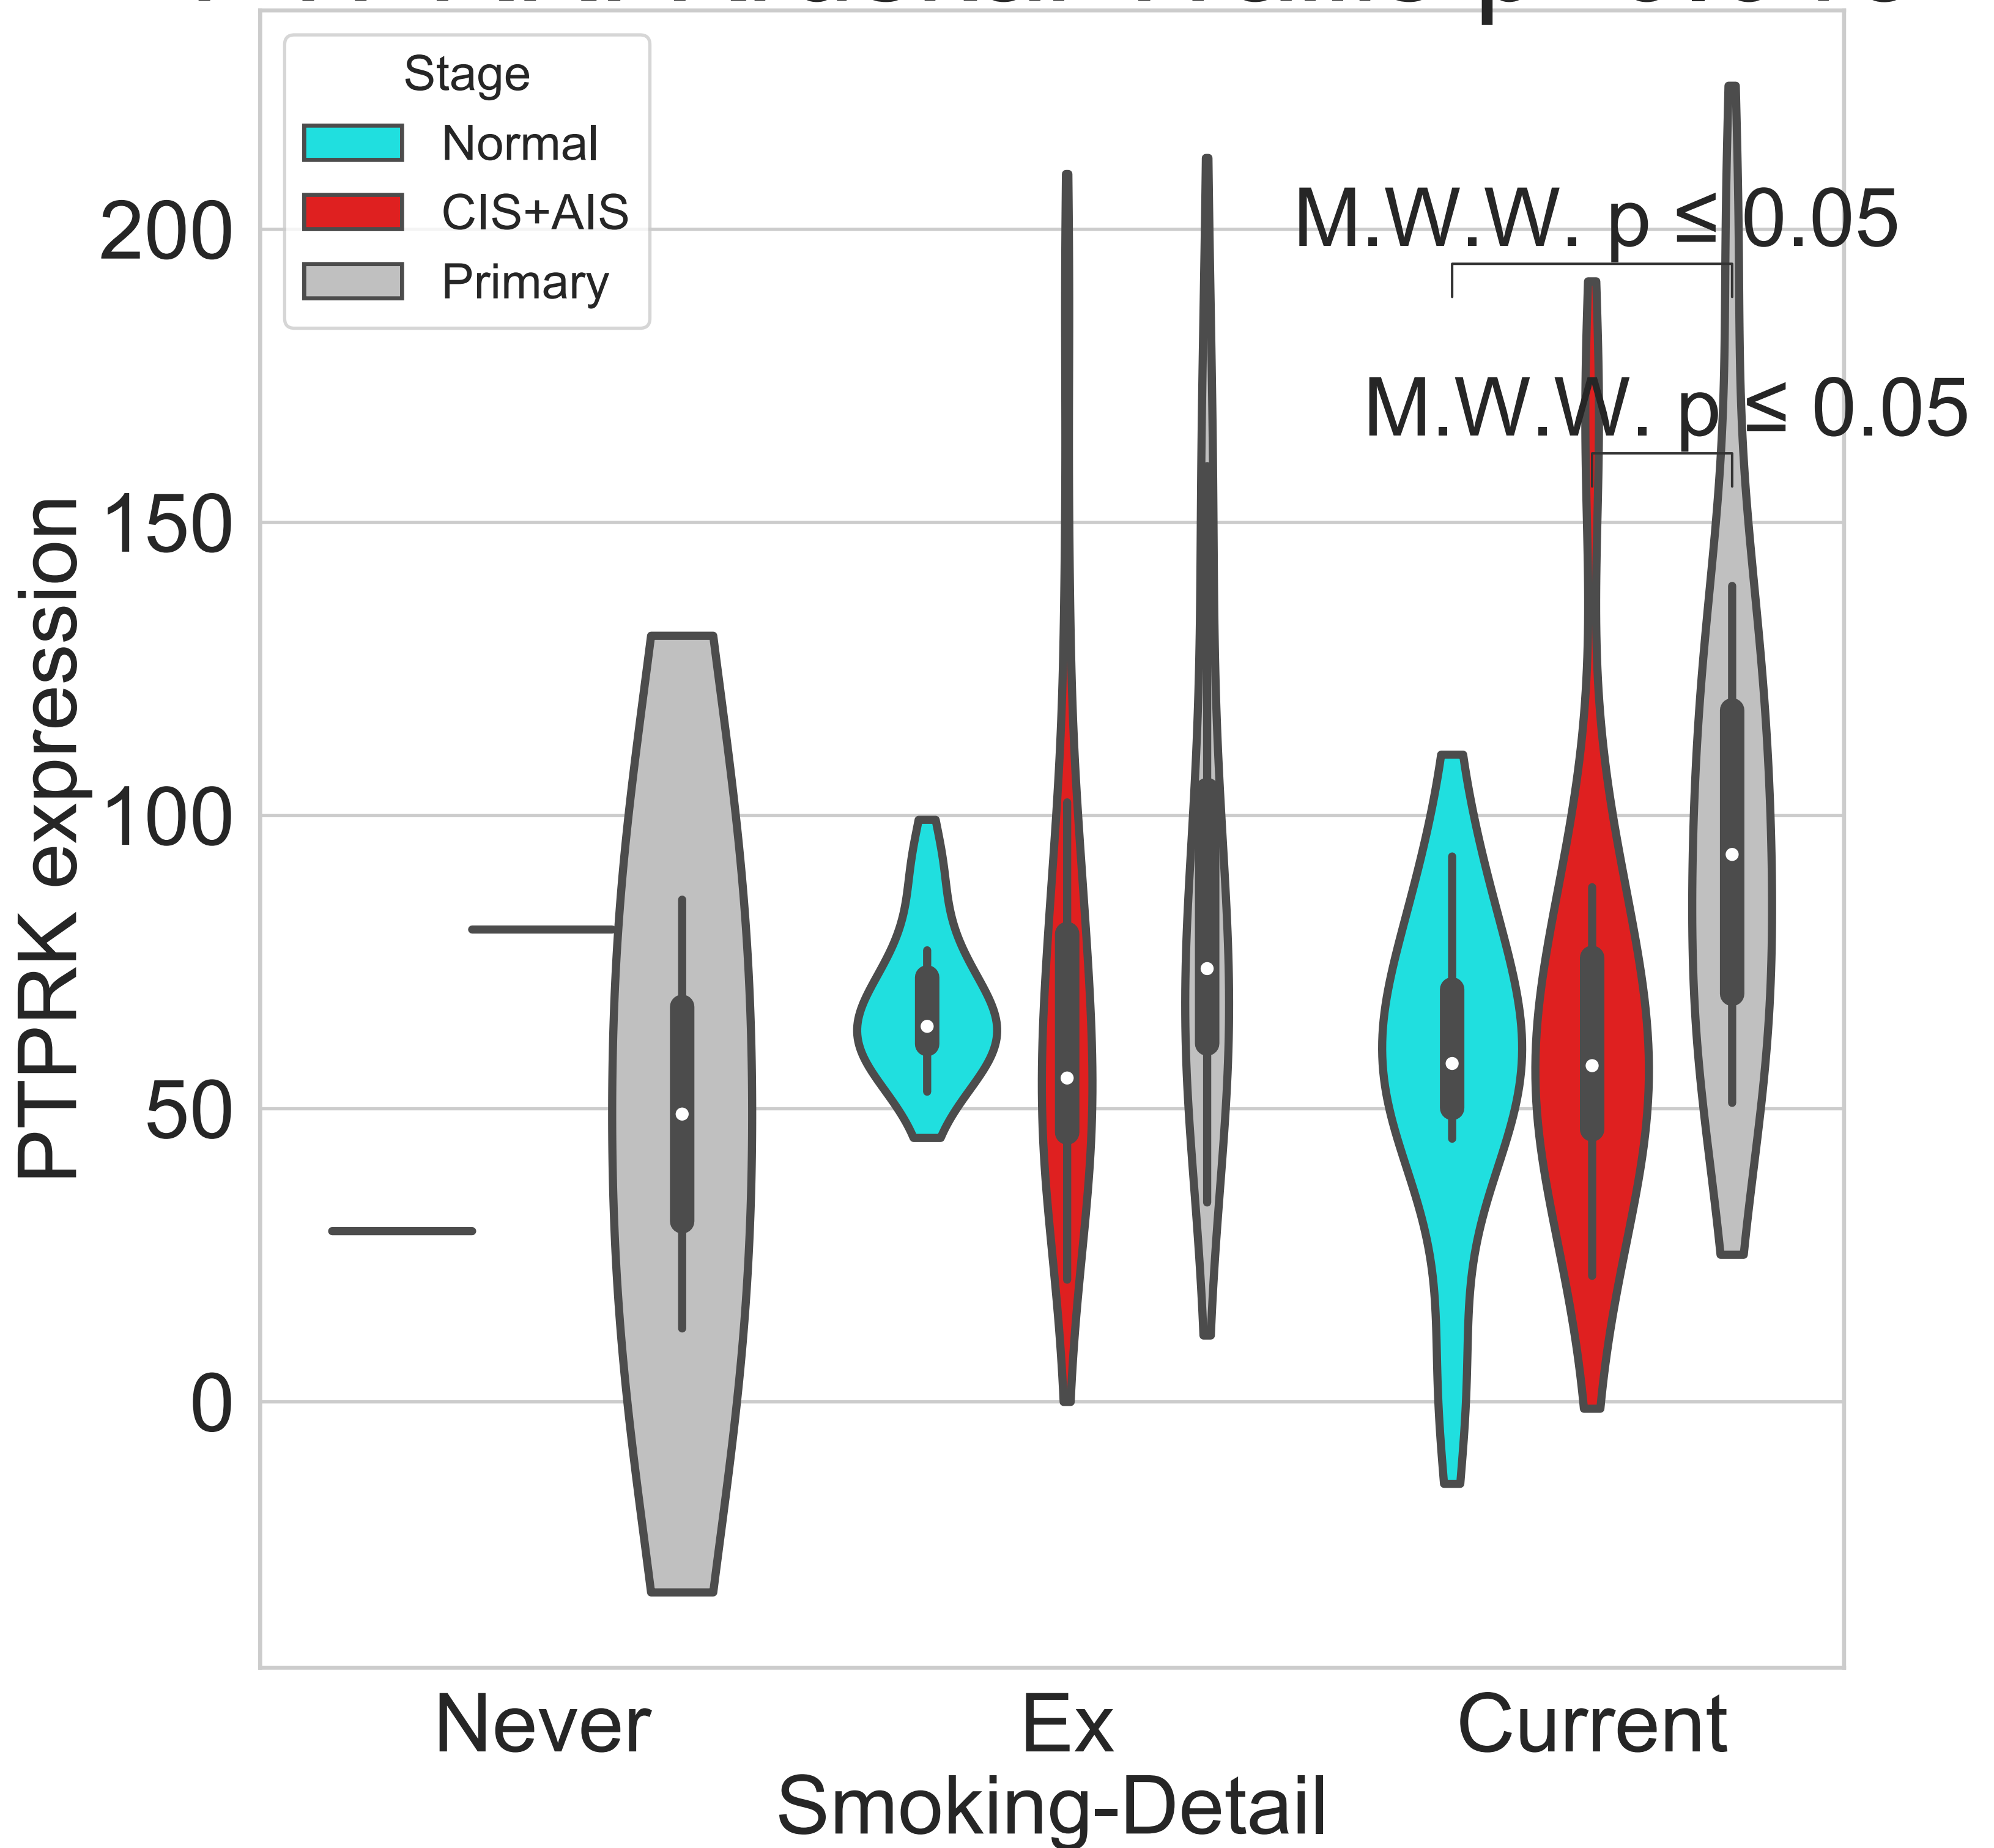 Stage
Normal
CIS+AIS
Primary
M.W.W. p ≤ 0.05
M.W.W. p ≤ 0.05
200
150
100
50
0
PTPRK expression
Never
Ex
Current
Smoking-Detail